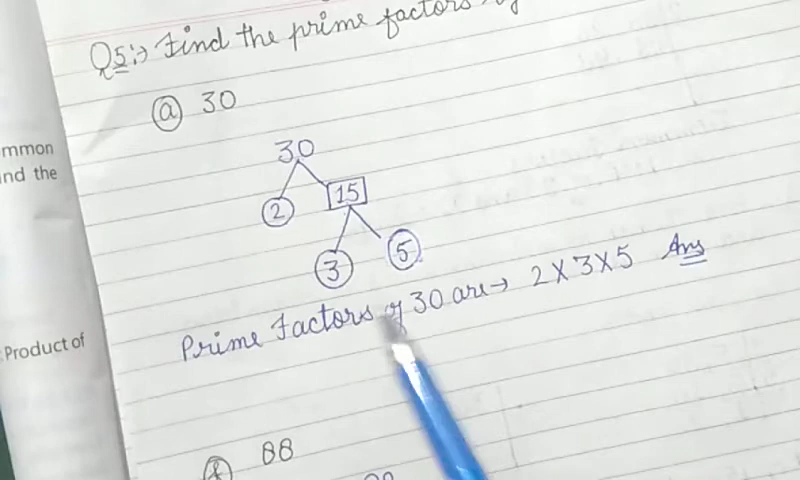 Q5:→ Find the prime factors of
(a) 30
30
2 15
3 5
Prime Factors of 30 are → 2×3×5 Ans
88
mmon
nd the
Product of